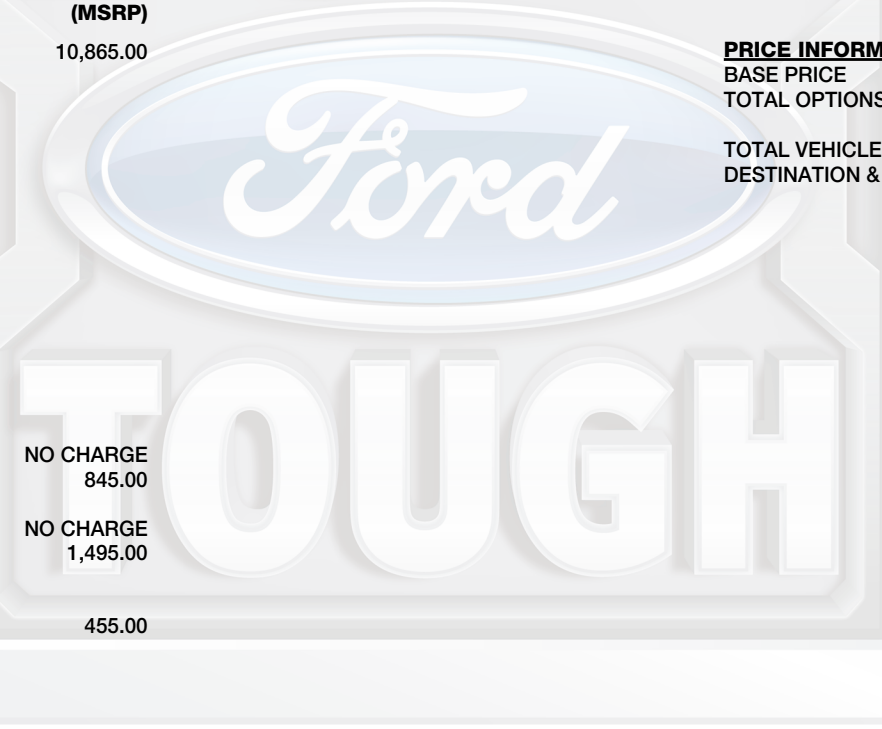 (MSRP)
10,865.00
NO CHARGE
845.00
NO CHARGE
1,495.00
455.00
PRICE INFORM
BASE PRICE
TOTAL OPTIONS
TOTAL VEHICLE
DESTINATION &
Ford
TOUGH